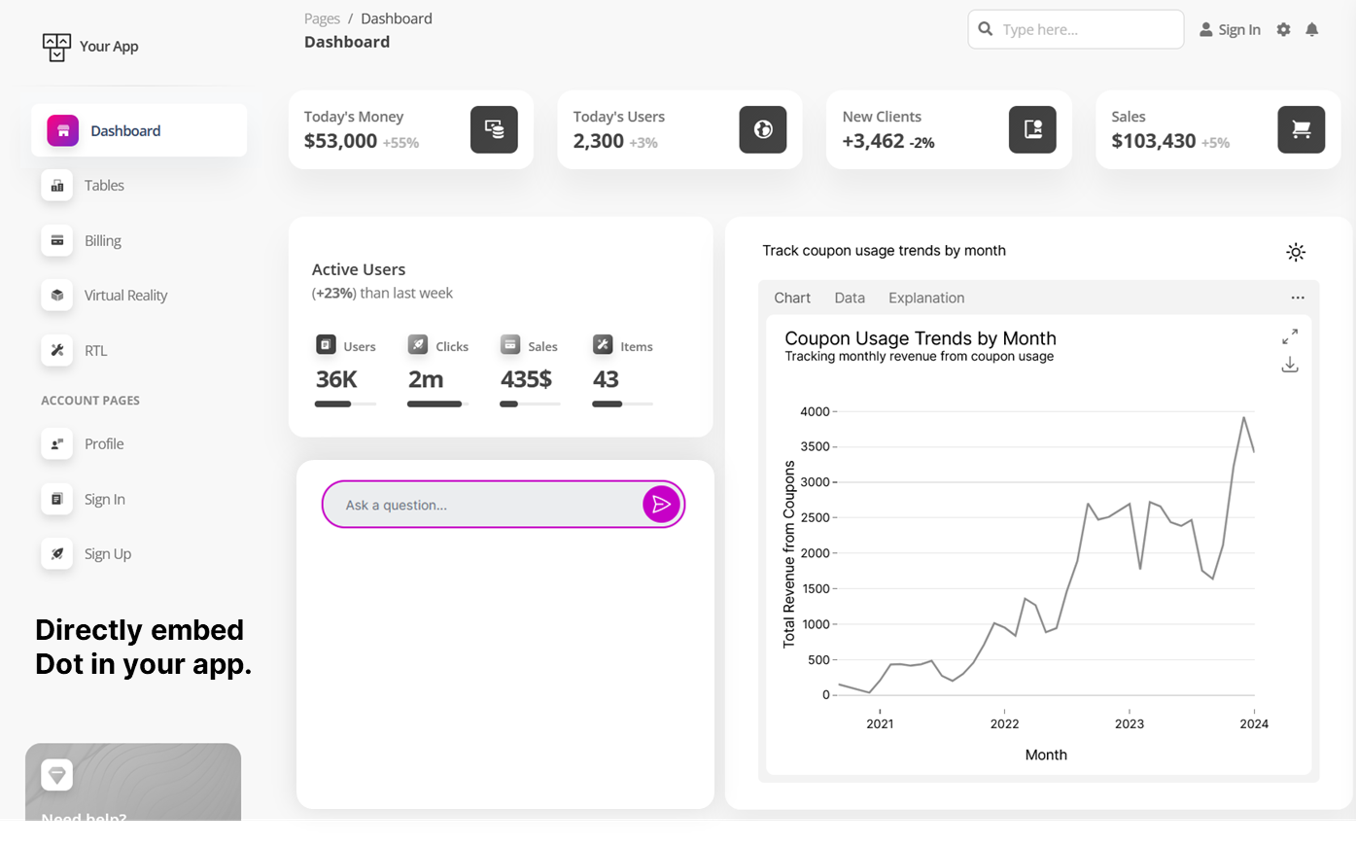 Your App
Dashboard
Tables
Billing
Virtual Reality
RTL
ACCOUNT PAGES
Profile
Sign In
Sign Up
Directly embed
Dot in your app.
Need help?
Pages / Dashboard
Dashboard
Type here...
Sign In
Today's Money
$53,000 +55%
Today's Users
2,300 +3%
New Clients
+3,462 -2%
Sales
$103,430 +5%
Active Users
(+23%) than last week
Users
36K
Clicks
2m
Sales
435$
Items
43
Ask a question...
Track coupon usage trends by month
Chart Data Explanation
Coupon Usage Trends by Month
Tracking monthly revenue from coupon usage
Total Revenue from Coupons
4000
3500
3000
2500
2000
1500
1000
500
0
2021 2022 2023 2024
Month